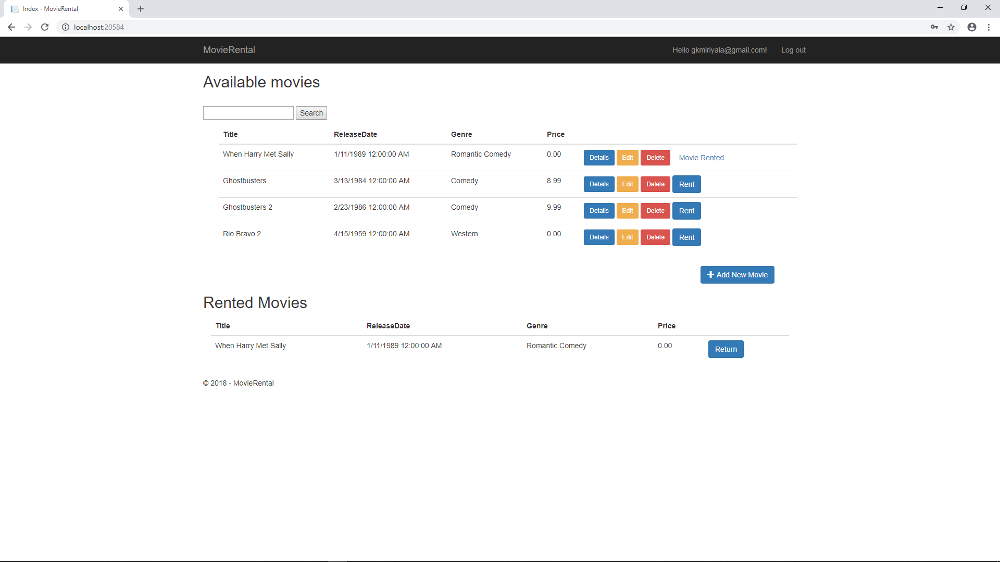 Index - MovieRental
localhost:20584
MovieRental Hello gkmiriyala@gmail.com! Log out
Available movies
Search
Title ReleaseDate Genre Price
When Harry Met Sally 1/11/1989 12:00:00 AM Romantic Comedy 0.00 Details Edit Delete Movie Rented
Ghostbusters 3/13/1984 12:00:00 AM Comedy 8.99 Details Edit Delete Rent
Ghostbusters 2 2/23/1986 12:00:00 AM Comedy 9.99 Details Edit Delete Rent
Rio Bravo 2 4/15/1959 12:00:00 AM Western 0.00 Details Edit Delete Rent
Add New Movie
Rented Movies
Title ReleaseDate Genre Price
When Harry Met Sally 1/11/1989 12:00:00 AM Romantic Comedy 0.00 Return
© 2018 - MovieRental